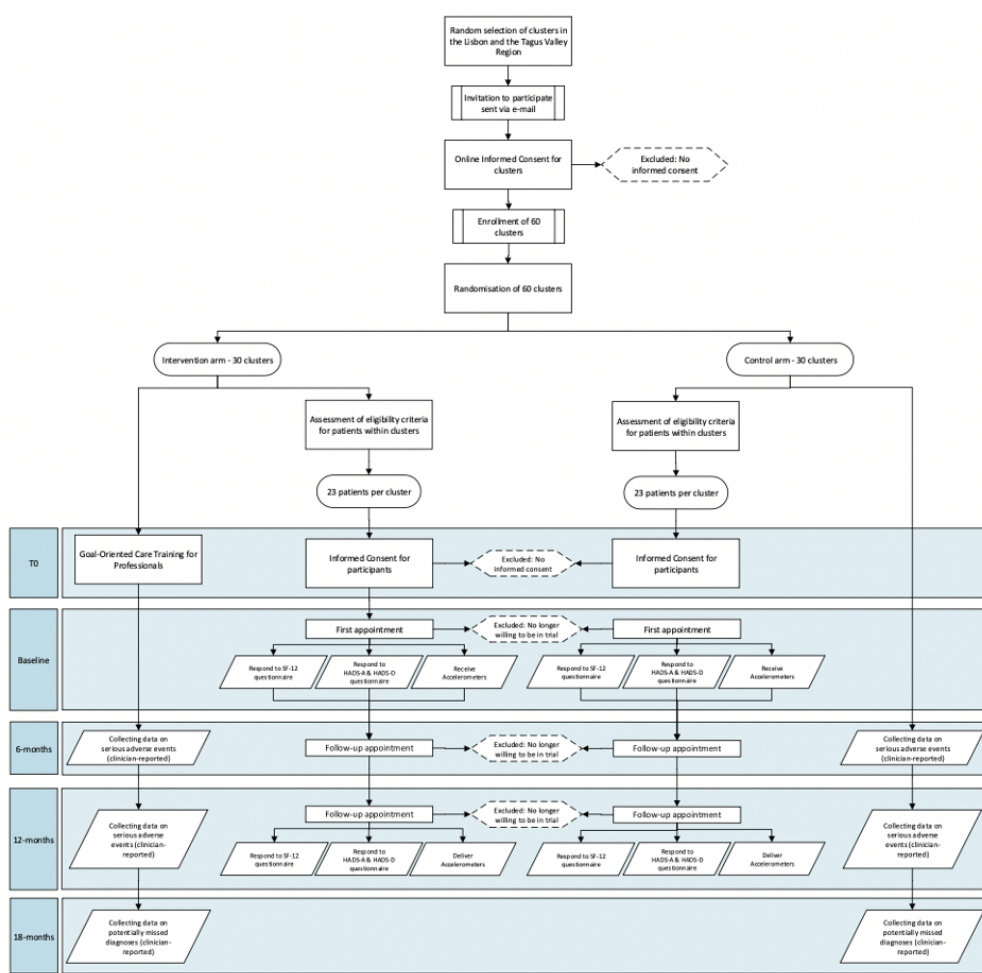 Random selection of clusters in
the Lisbon and the Tagus Valley
Region
Invitation to participate
sent via e-mail
Online Informed Consent for
clusters
Excluded: No
informed consent
Enrollment of 60
clusters
Randomisation of 60 clusters
Intervention arm - 30 clusters
Control arm - 30 clusters
Assessment of eligibility criteria
for patients within clusters
Assessment of eligibility criteria
for patients within clusters
23 patients per cluster
23 patients per cluster
T0
Goal-Oriented Care Training for
Professionals
Informed Consent for
participants
Excluded: No
informed consent
Informed Consent for
participants
Baseline
First appointment
Excluded: No longer
willing to be in trial
First appointment
Respond to SF-12
questionnaire
Respond to
HADS-A & HADS-D
questionnaire
Receive
Accelerometers
Respond to SF-12
questionnaire
Respond to
HADS-A & HADS-D
questionnaire
Receive
Accelerometers
6-months
Collecting data on
serious adverse events
(clinician-reported)
Follow-up appointment
Excluded: No longer
willing to be in trial
Follow-up appointment
Collecting data on
serious adverse events
(clinician-reported)
12-months
Collecting data on
serious adverse
events (clinician-
reported)
Follow-up appointment
Excluded: No longer
willing to be in trial
Follow-up appointment
Respond to SF-12
questionnaire
Respond to
HADS-A & HADS-D
questionnaire
Deliver
Accelerometers
Respond to SF-12
questionnaire
Respond to
HADS-A & HADS-D
questionnaire
Deliver
Accelerometers
Collecting data on
serious adverse
events (clinician-
reported)
18-months
Collecting data on
potentially missed
diagnoses (clinician-
reported)
Collecting data on
potentially missed
diagnoses (clinician-
reported)